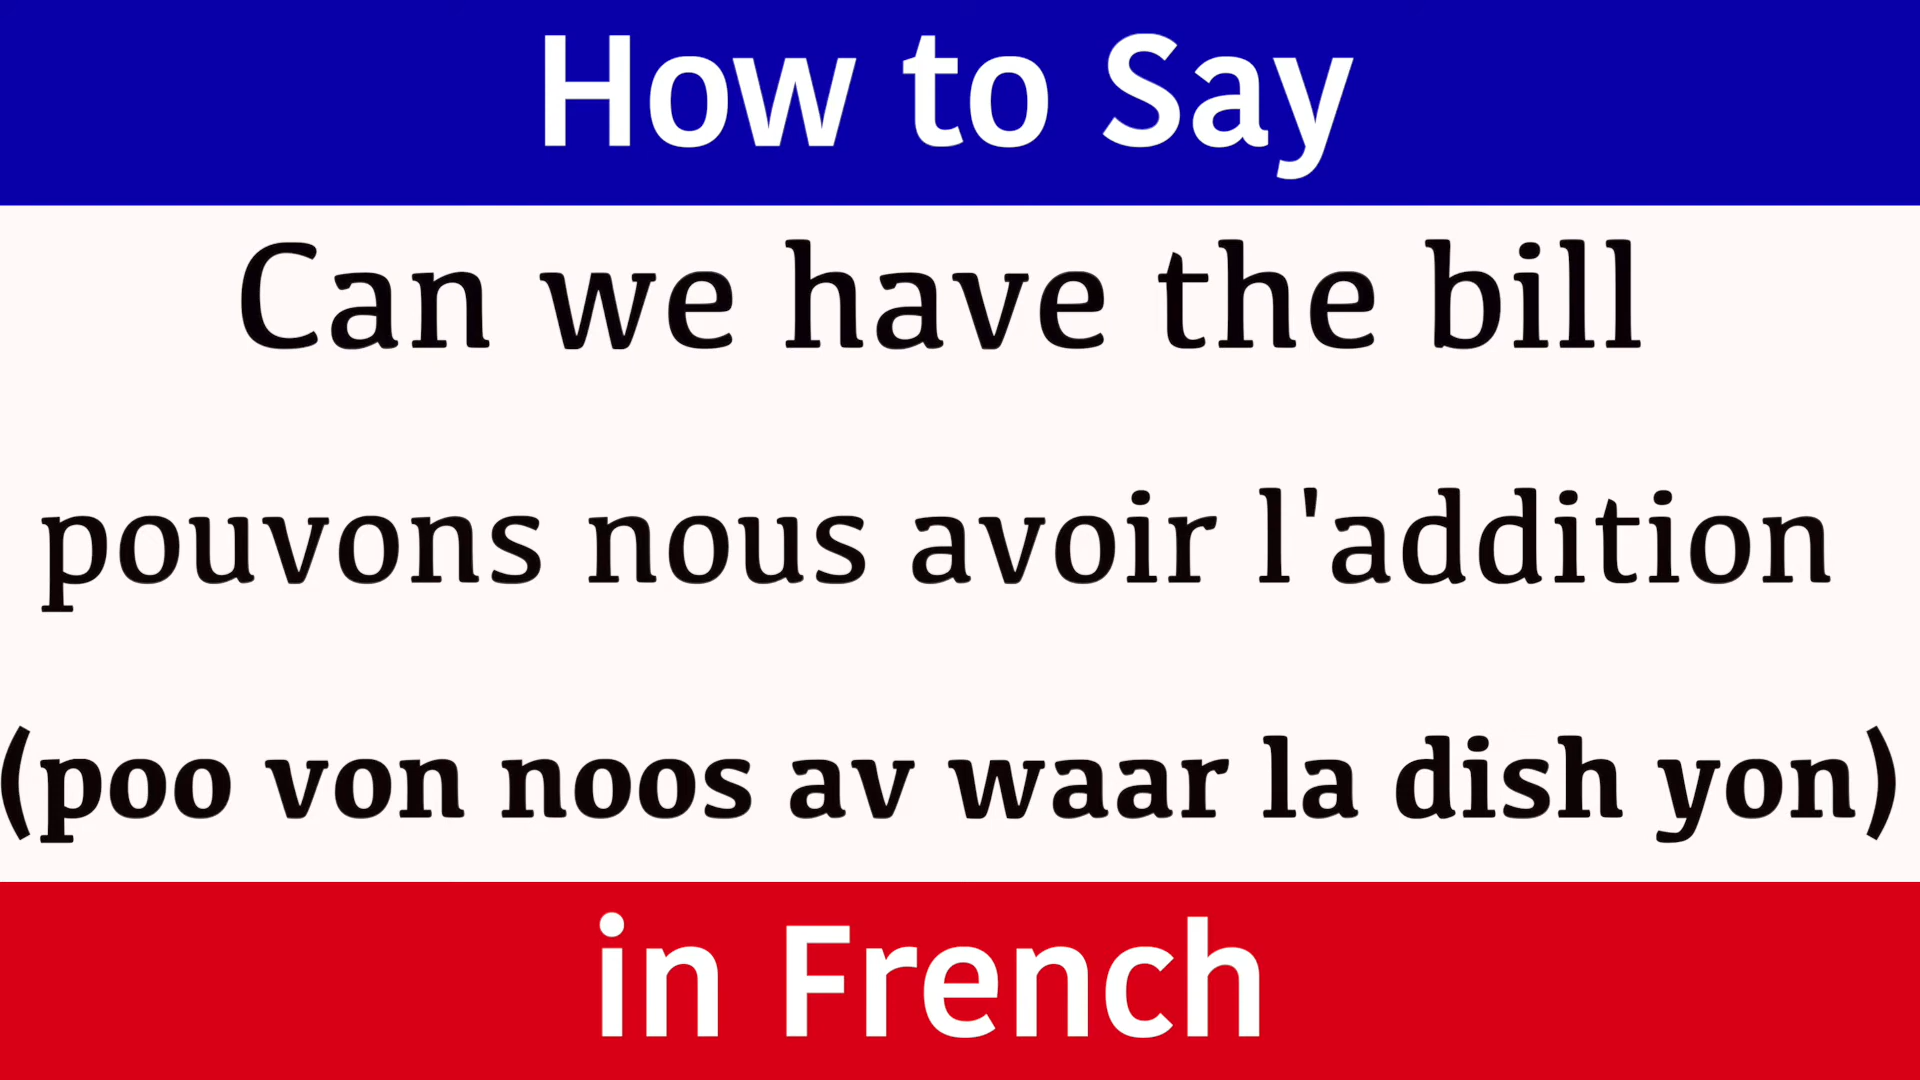 How to Say
Can we have the bill
pouvons nous avoir l'addition
(poo von noos av waar la dish yon)
in French